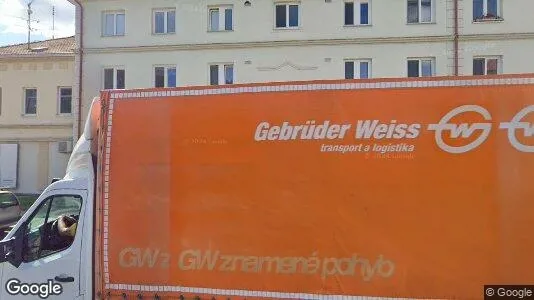 Gebrüder Weiss
transport a logistika
GW z GW znamená pohyb
© Google
© Google